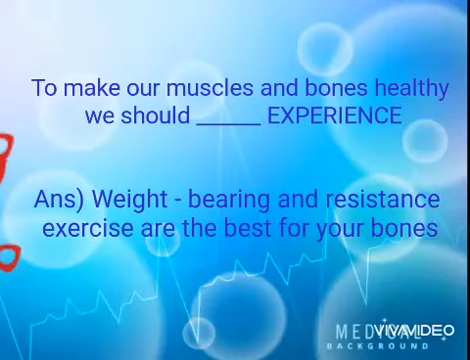 To make our muscles and bones healthy
we should ______ EXPERIENCE
Ans) Weight - bearing and resistance
exercise are the best for your bones
VIVAVIDEO
BACKGROUND